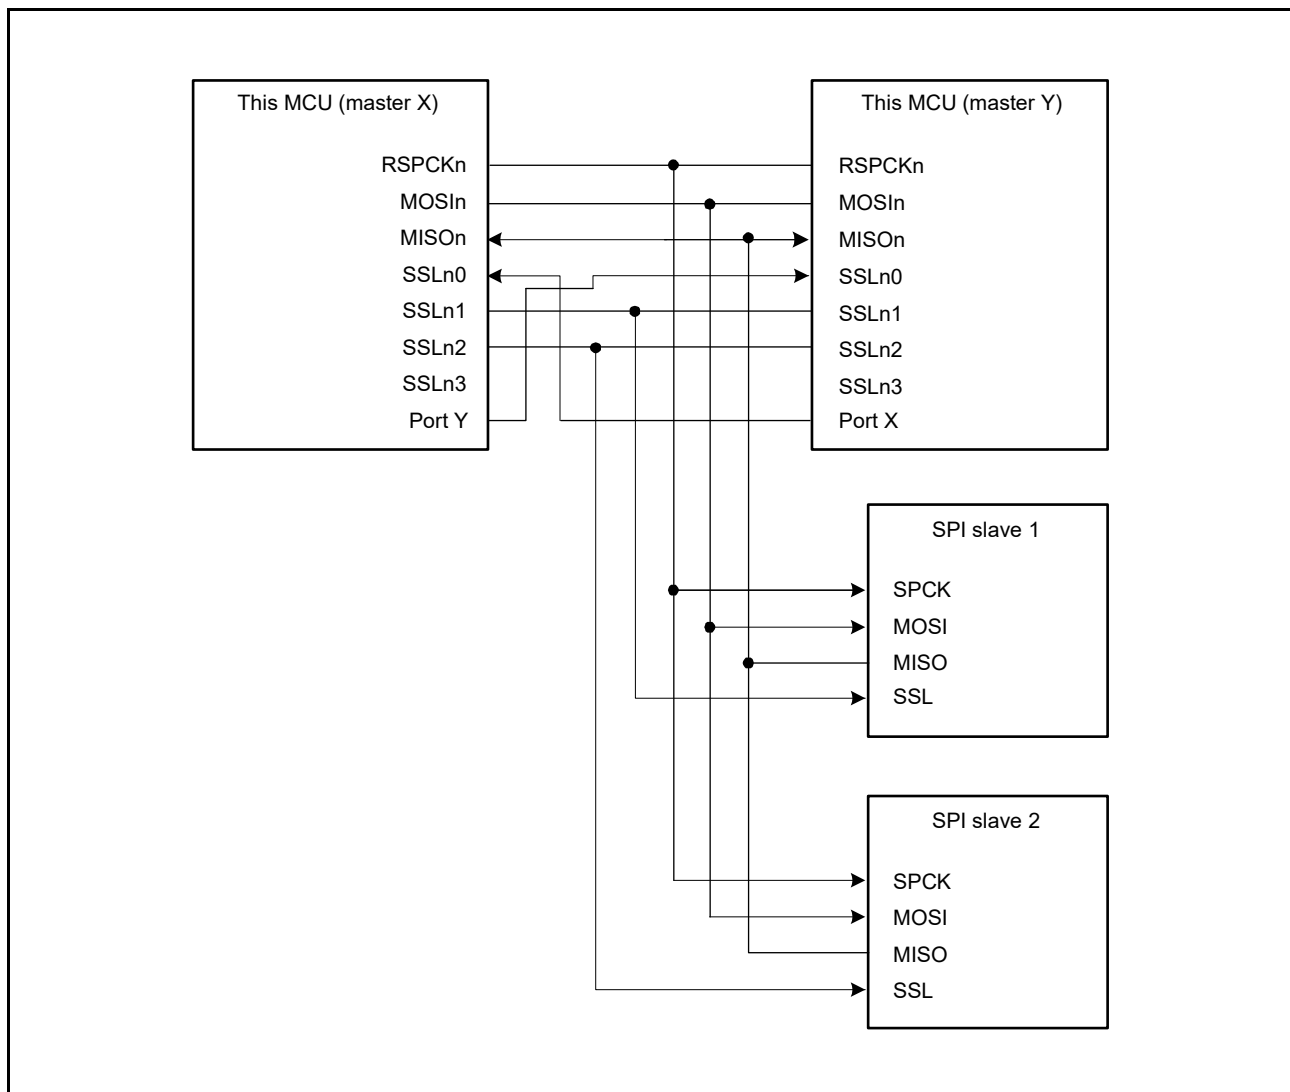 This MCU (master X)
RSPCKn
MOSIn
MISOn
SSLn0
SSLn1
SSLn2
SSLn3
Port Y
This MCU (master Y)
RSPCKn
MOSIn
MISOn
SSLn0
SSLn1
SSLn2
SSLn3
Port X
SPI slave 1
SPCK
MOSI
MISO
SSL
SPI slave 2
SPCK
MOSI
MISO
SSL